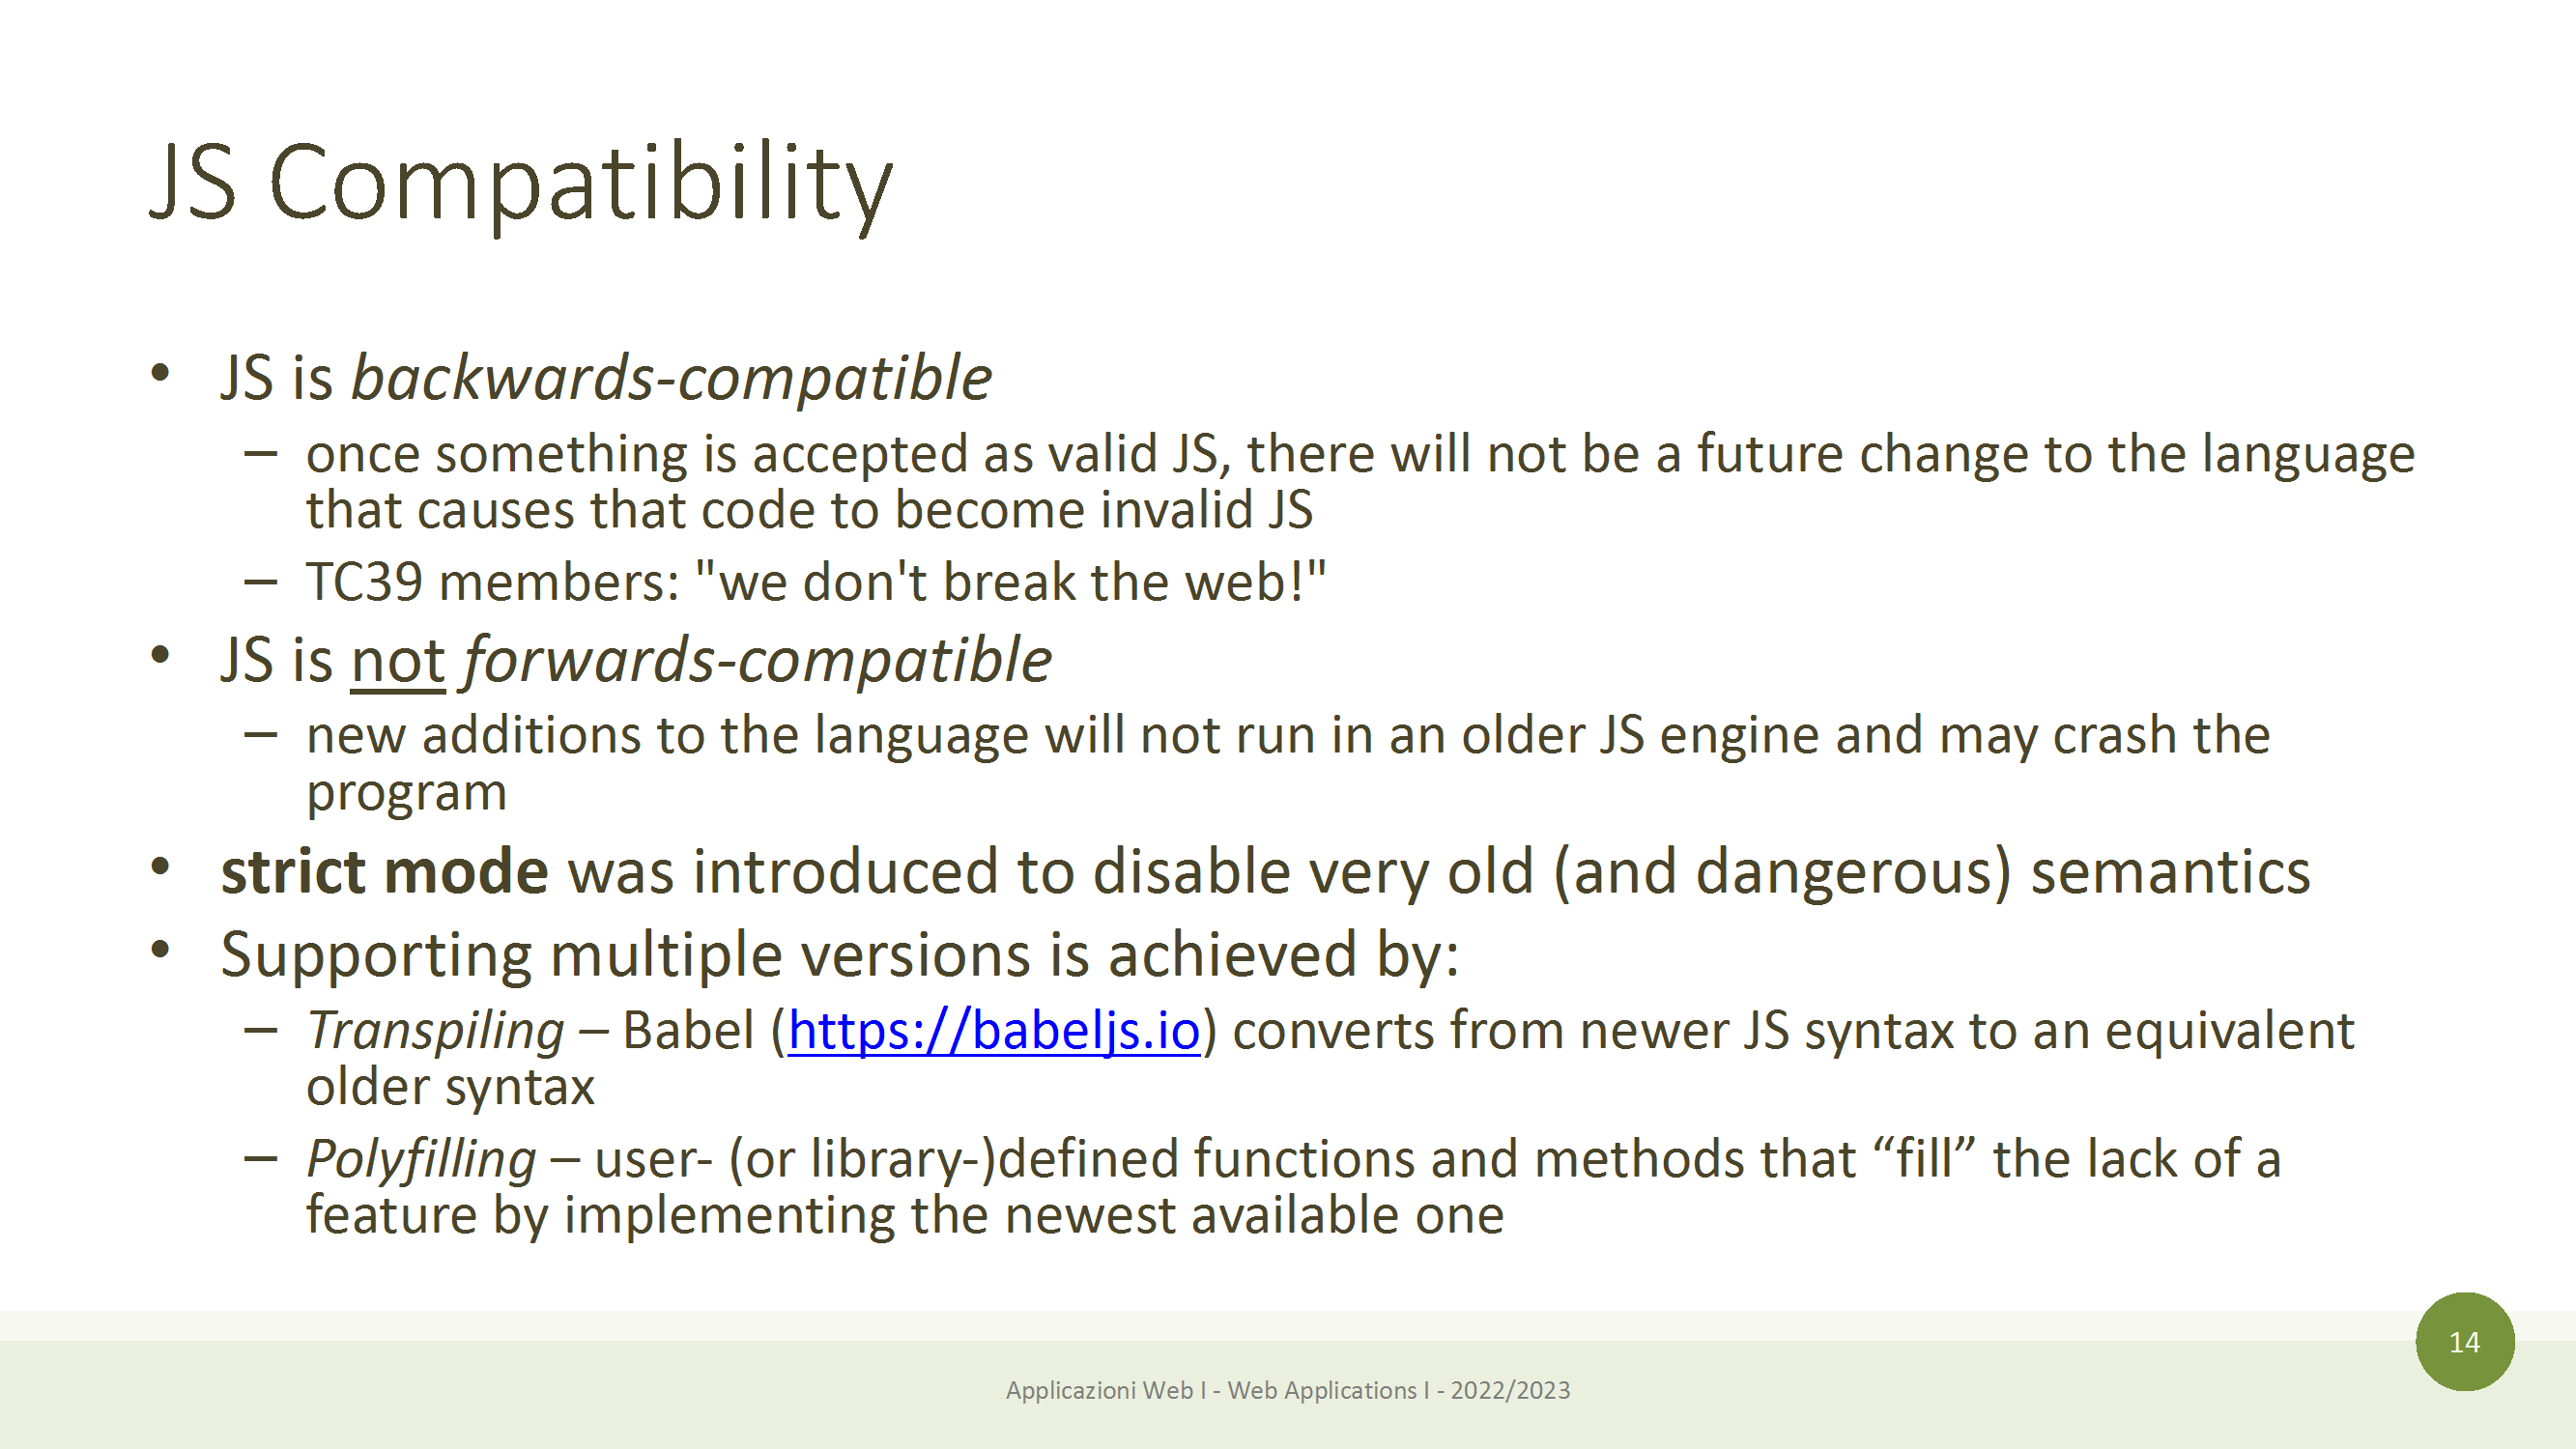 JS Compatibility
• JS is backwards-compatible
– once something is accepted as valid JS, there will not be a future change to the language
that causes that code to become invalid JS
– TC39 members: "we don't break the web!"
• JS is not forwards-compatible
– new additions to the language will not run in an older JS engine and may crash the
program
• strict mode was introduced to disable very old (and dangerous) semantics
• Supporting multiple versions is achieved by:
– Transpiling – Babel (https://babeljs.io) converts from newer JS syntax to an equivalent
older syntax
– Polyfilling – user- (or library-)defined functions and methods that “fill” the lack of a
feature by implementing the newest available one
14
Applicazioni Web I - Web Applications I - 2022/2023